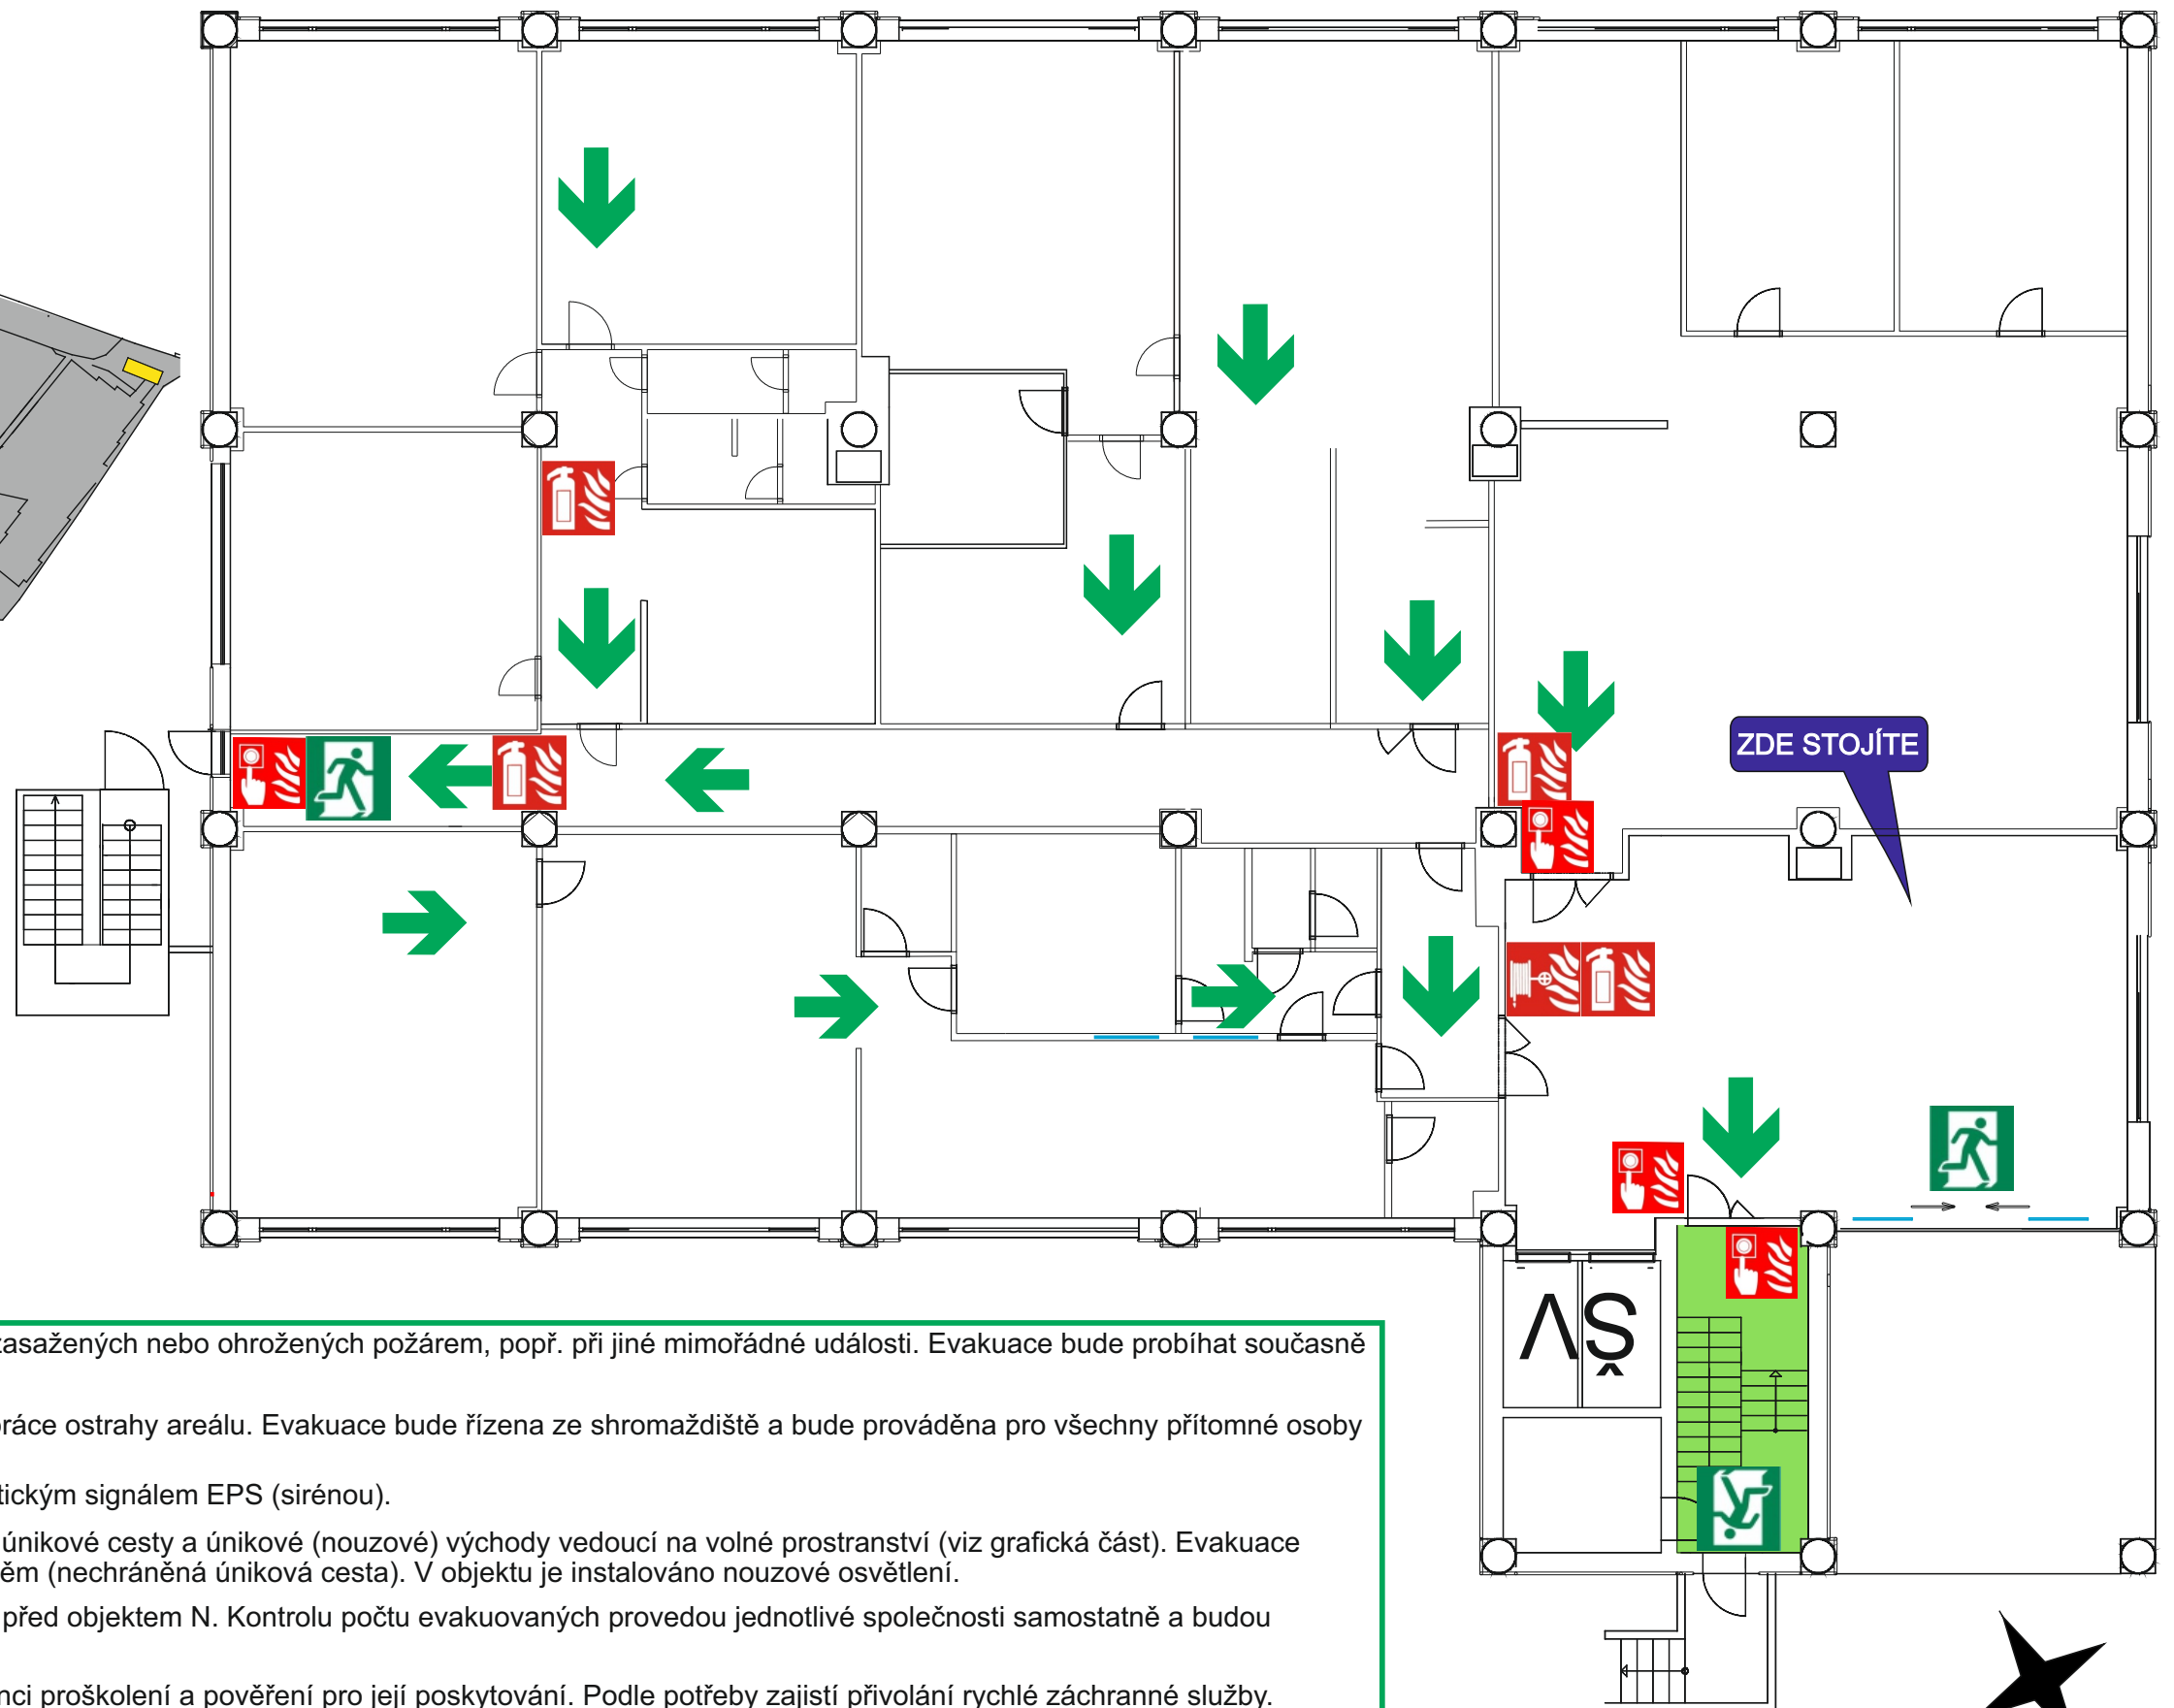 ZDE STOJÍTE
VŠ
zasažených nebo ohrožených požárem, popř. při jiné mimořádné události. Evakuace bude probíhat současně
práce ostrahy areálu. Evakuace bude řízena ze shromaždiště a bude prováděna pro všechny přítomné osoby
tickým signálem EPS (sirénou).
únikové cesty a únikové (nouzové) východy vedoucí na volné prostranství (viz grafická část). Evakuace
ěm (nechráněná úniková cesta). V objektu je instalováno nouzové osvětlení.
před objektem N. Kontrolu počtu evakuovaných provedou jednotlivé společnosti samostatně a budou
nci proškolení a pověření pro její poskytování. Podle potřeby zajistí přivolání rychlé záchranné služby.